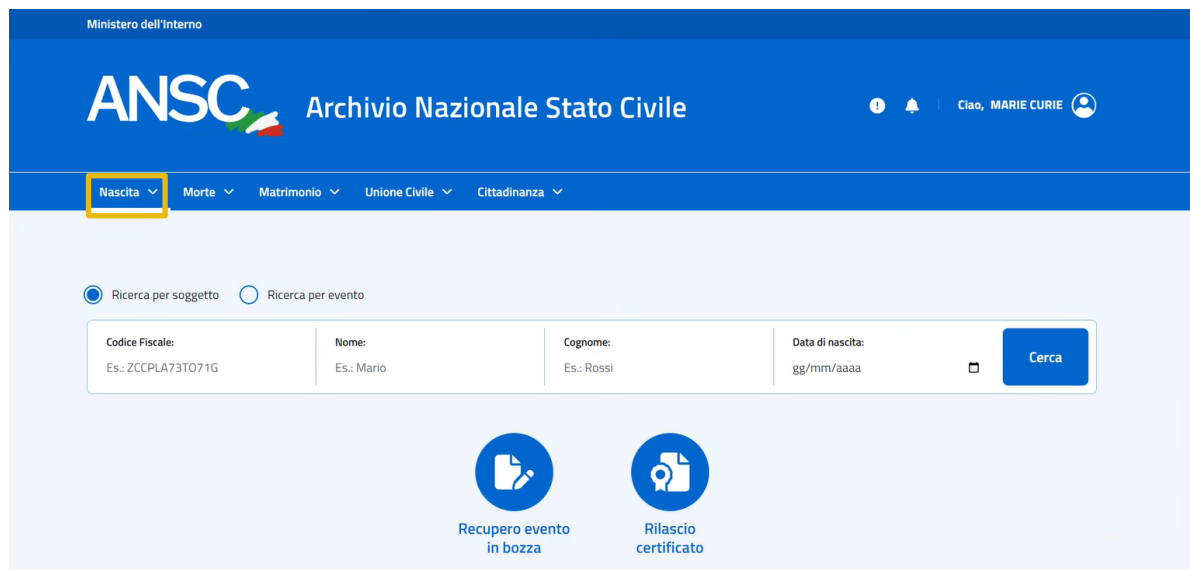 Ministero dell'Interno
ANSC Archivio Nazionale Stato Civile
Ciao, MARIE CURIE
Nascita Morte Matrimonio Unione Civile Cittadinanza
Ricerca per soggetto Ricerca per evento
Codice Fiscale: Nome: Cognome: Data di nascita:
Es.: ZCCPLA73TO71G Es.: Mario Es.: Rossi gg/mm/aaaa
Cerca
Recupero evento
in bozza
Rilascio
certificato